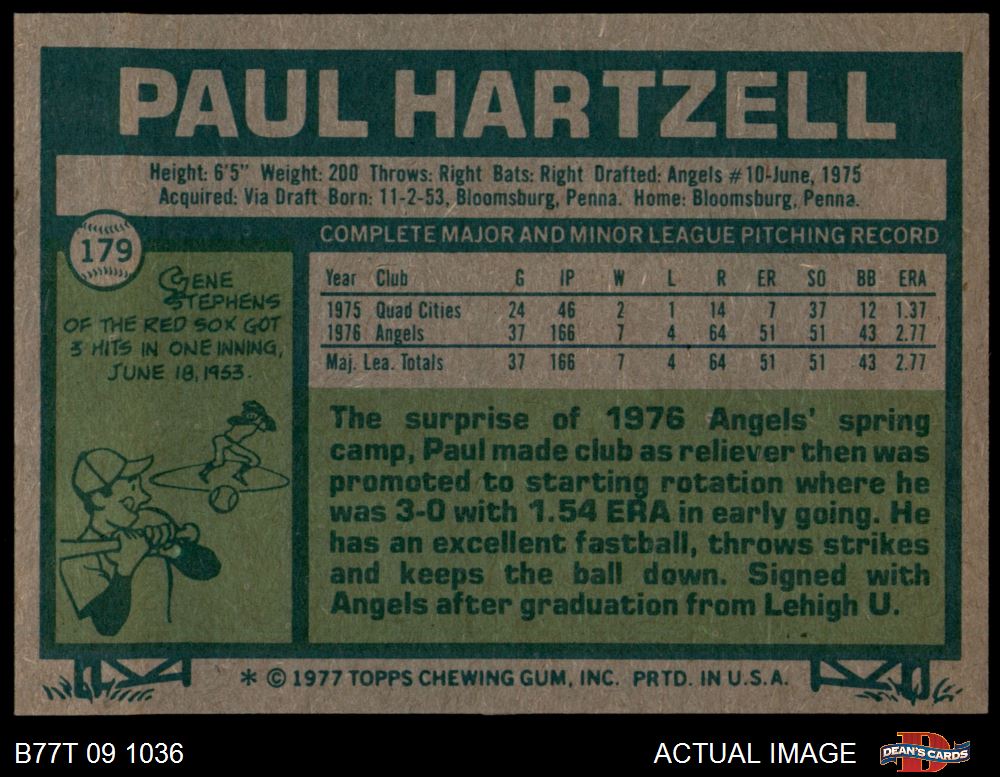 PAUL HARTZELL
Height: 6'5" Weight: 200 Throws: Right Bats: Right Drafted: Angels #10-June, 1975
Acquired: Via Draft Born: 11-2-53, Bloomsburg, Penna. Home: Bloomsburg, Penna.
179
GENE
STEPHENS
OF THE RED SOX GOT
3 HITS IN ONE INNING,
JUNE 18, 1953.
COMPLETE MAJOR AND MINOR LEAGUE PITCHING RECORD
Year Club G IP W L R ER SO BB ERA
1975 Quad Cities 24 46 2 1 14 7 37 12 1.37
1976 Angels 37 166 7 4 64 51 51 43 2.77
Maj. Lea. Totals 37 166 7 4 64 51 51 43 2.77
The surprise of 1976 Angels' spring
camp, Paul made club as reliever then was
promoted to starting rotation where he
was 3-0 with 1.54 ERA in early going. He
has an excellent fastball, throws strikes
and keeps the ball down. Signed with
Angels after graduation from Lehigh U.
* © 1977 TOPPS CHEWING GUM, INC. PRTD. IN U.S.A.
B77T 09 1036
ACTUAL IMAGE
D
DEAN'S CARDS